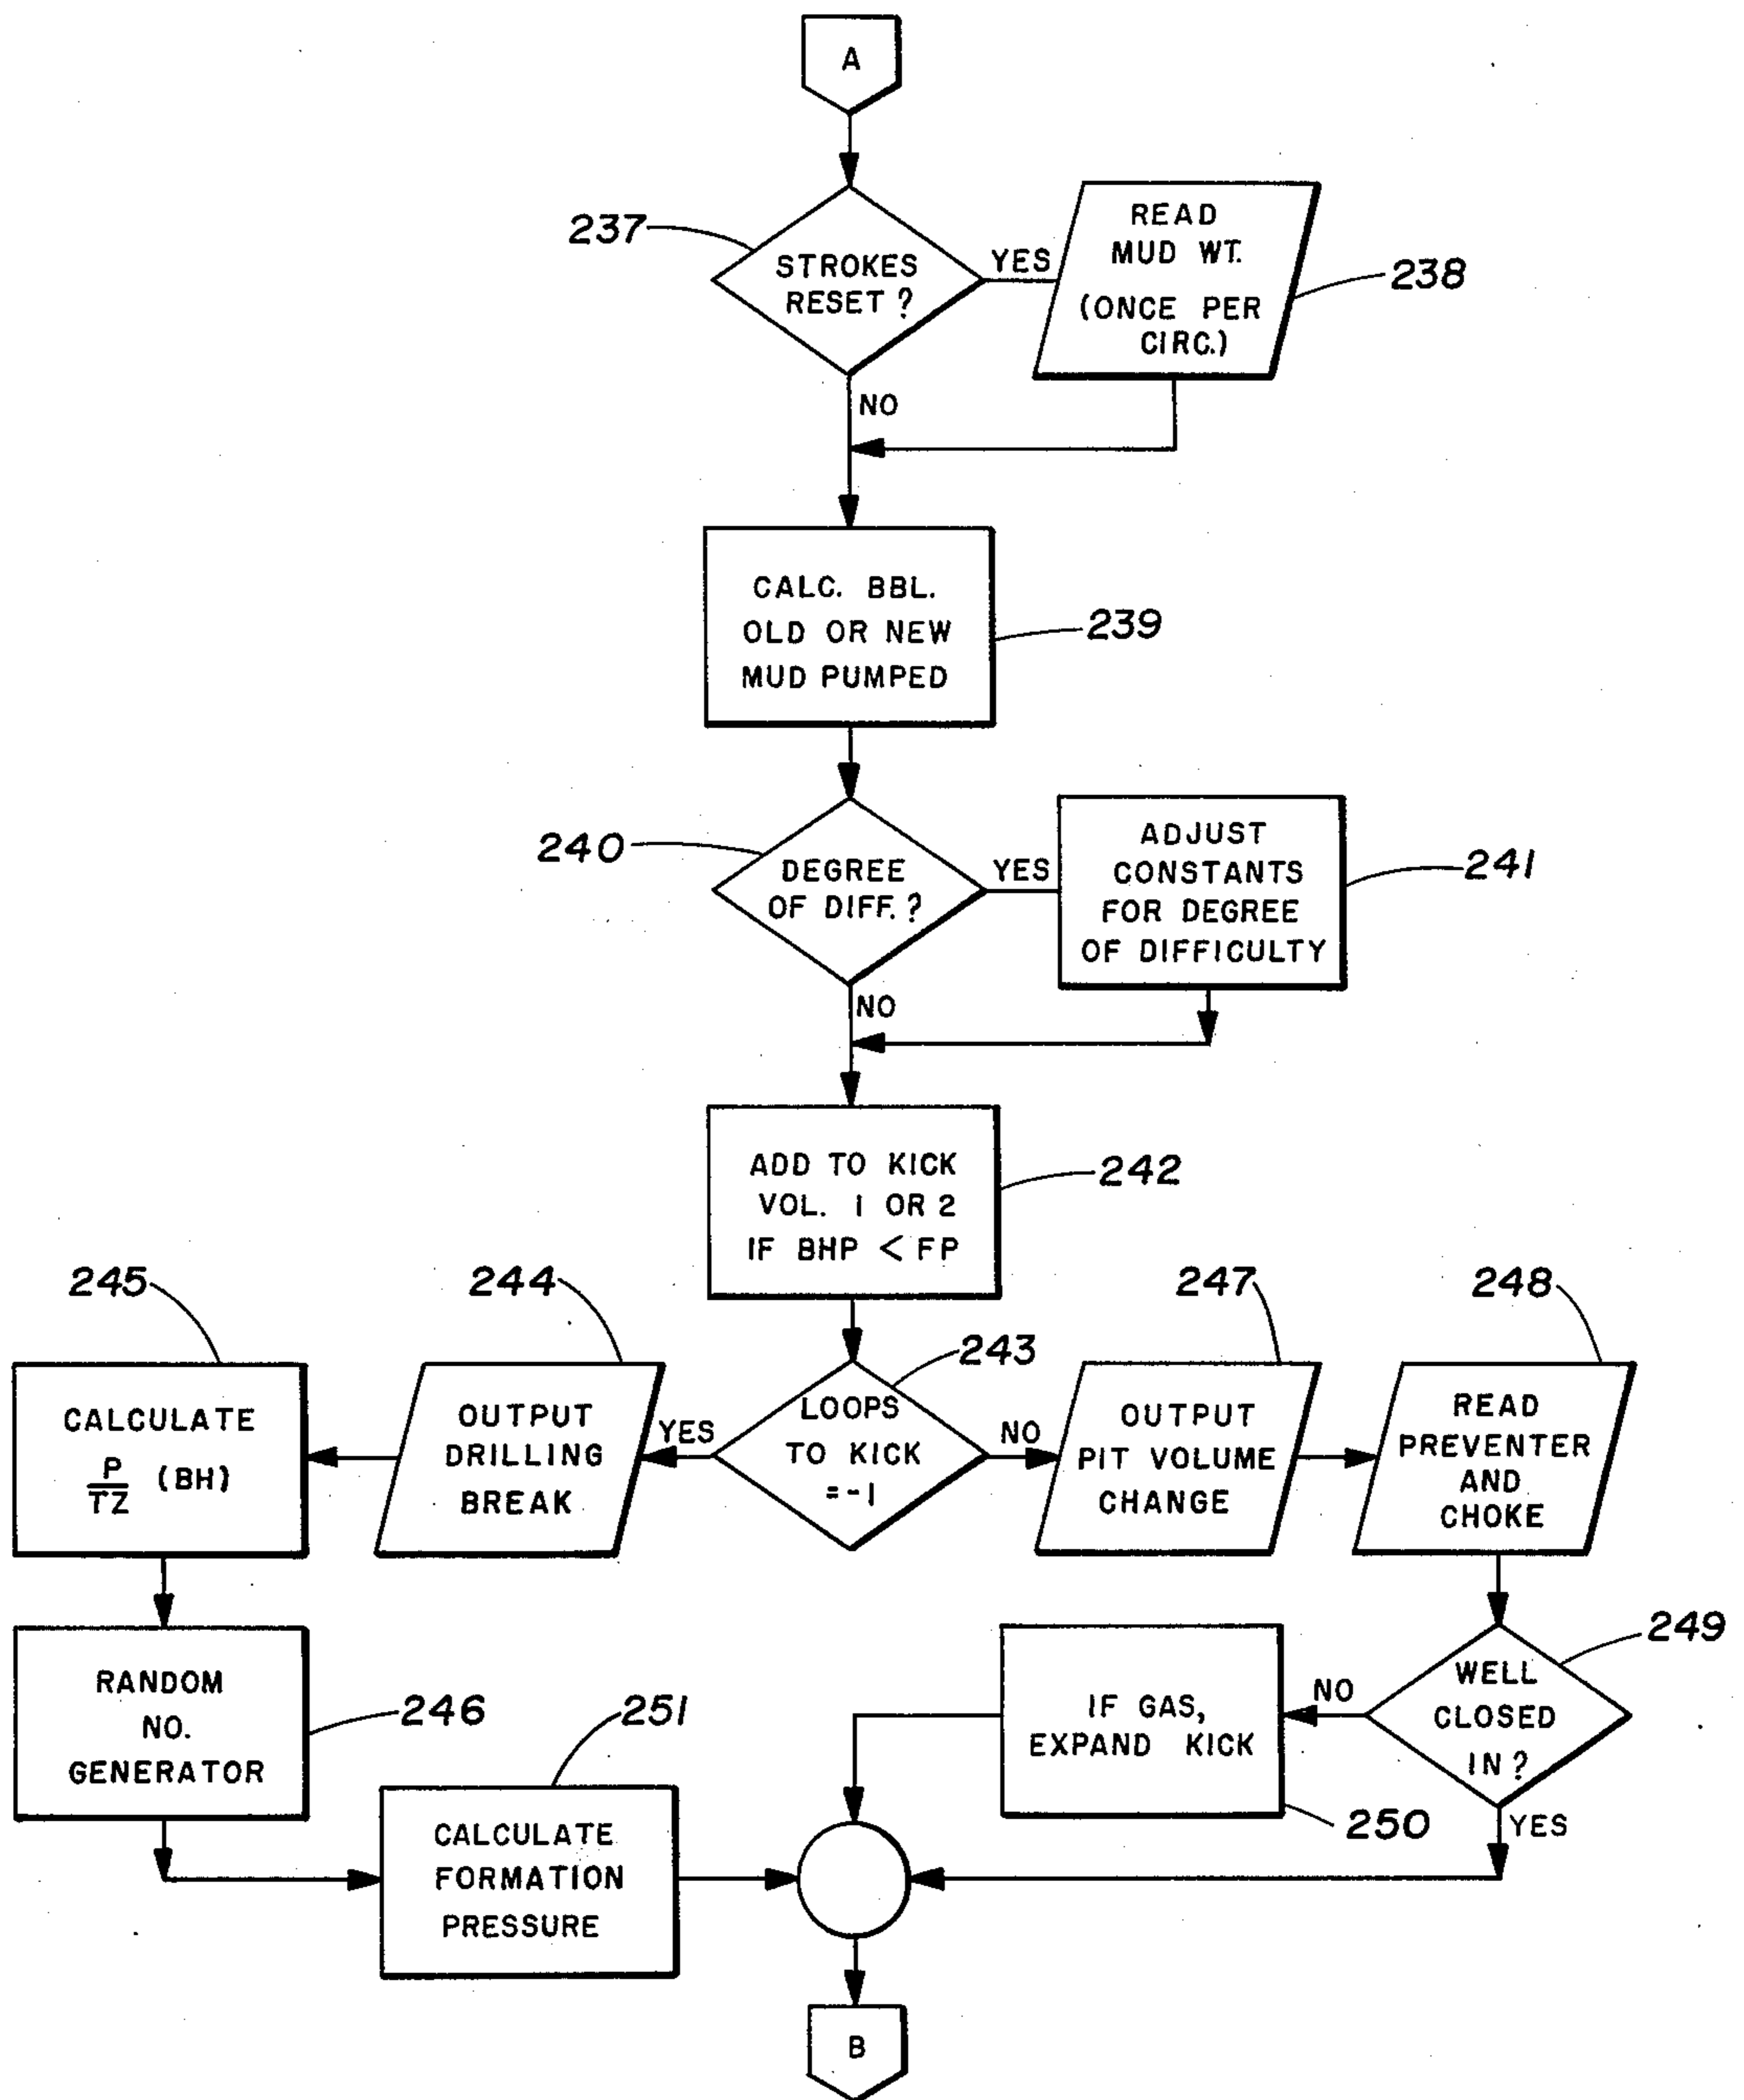 A
237
STROKES
RESET ?
YES
READ
MUD WT.
(ONCE PER
CIRC.)
238
NO
CALC. BBL.
OLD OR NEW
MUD PUMPED
239
240
DEGREE
OF DIFF. ?
YES
ADJUST
CONSTANTS
FOR DEGREE
OF DIFFICULTY
241
NO
ADD TO KICK
VOL. 1 OR 2
IF BHP < FP
242
245
244
243
247
248
CALCULATE
P
TZ
(BH)
OUTPUT
DRILLING
BREAK
YES
LOOPS
TO KICK
= -1
NO
OUTPUT
PIT VOLUME
CHANGE
READ
PREVENTER
AND
CHOKE
RANDOM
NO.
GENERATOR
246
251
IF GAS,
EXPAND KICK
250
NO
WELL
CLOSED
IN ?
249
YES
CALCULATE
FORMATION
PRESSURE
B